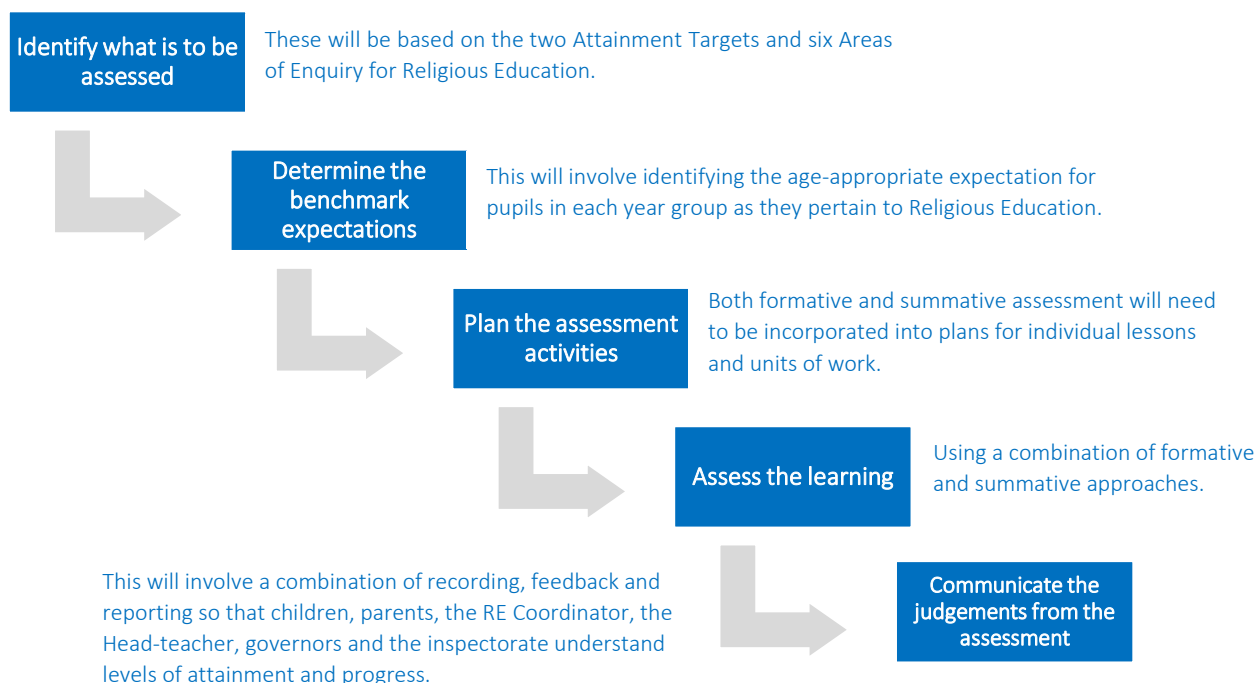 Identify what is to be
assessed
These will be based on the two Attainment Targets and six Areas
of Enquiry for Religious Education.
Determine the
benchmark
expectations
This will involve identifying the age-appropriate expectation for
pupils in each year group as they pertain to Religious Education.
Plan the assessment
activities
Both formative and summative assessment will need
to be incorporated into plans for individual lessons
and units of work.
Assess the learning
Using a combination of formative
and summative approaches.
Communicate the
judgements from the
assessment
This will involve a combination of recording, feedback and
reporting so that children, parents, the RE Coordinator, the
Head-teacher, governors and the inspectorate understand
levels of attainment and progress.